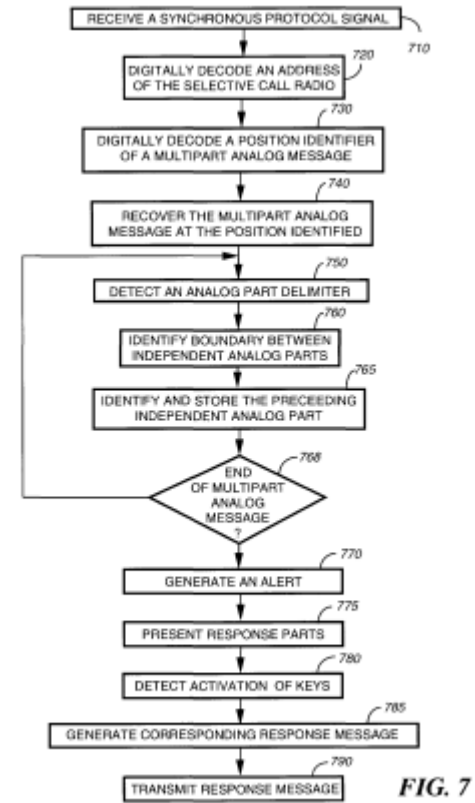 RECEIVE A SYNCHRONOUS PROTOCOL SIGNAL
710
720
DIGITALLY DECODE AN ADDRESS
OF THE SELECTIVE CALL RADIO
730
DIGITALLY DECODE A POSITION IDENTIFIER
OF A MULTIPART ANALOG MESSAGE
740
RECOVER THE MULTIPART ANALOG
MESSAGE AT THE POSITION IDENTIFIED
750
DETECT AN ANALOG PART DELIMITER
760
IDENTIFY BOUNDARY BETWEEN
INDEPENDENT ANALOG PARTS
765
IDENTIFY AND STORE THE PRECEEDING
INDEPENDENT ANALOG PART
768
END
OF MULTIPART
ANALOG
MESSAGE
?
770
GENERATE AN ALERT
775
PRESENT RESPONSE PARTS
780
DETECT ACTIVATION OF KEYS
785
GENERATE CORRESPONDING RESPONSE MESSAGE
790
TRANSMIT RESPONSE MESSAGE
FIG. 7